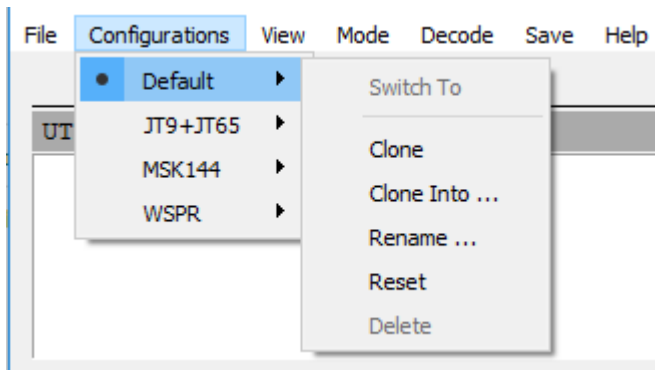 File Configurations View Mode Decode Save Help
Default
JT9+JT65
MSK144
WSPR
Switch To
Clone
Clone Into ...
Rename ...
Reset
Delete
UT